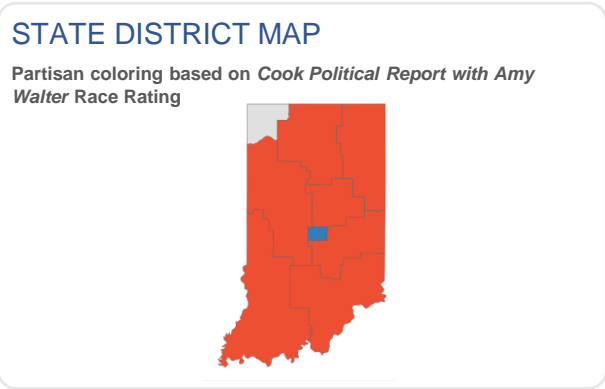 STATE DISTRICT MAP
Partisan coloring based on Cook Political Report with Amy
Walter Race Rating